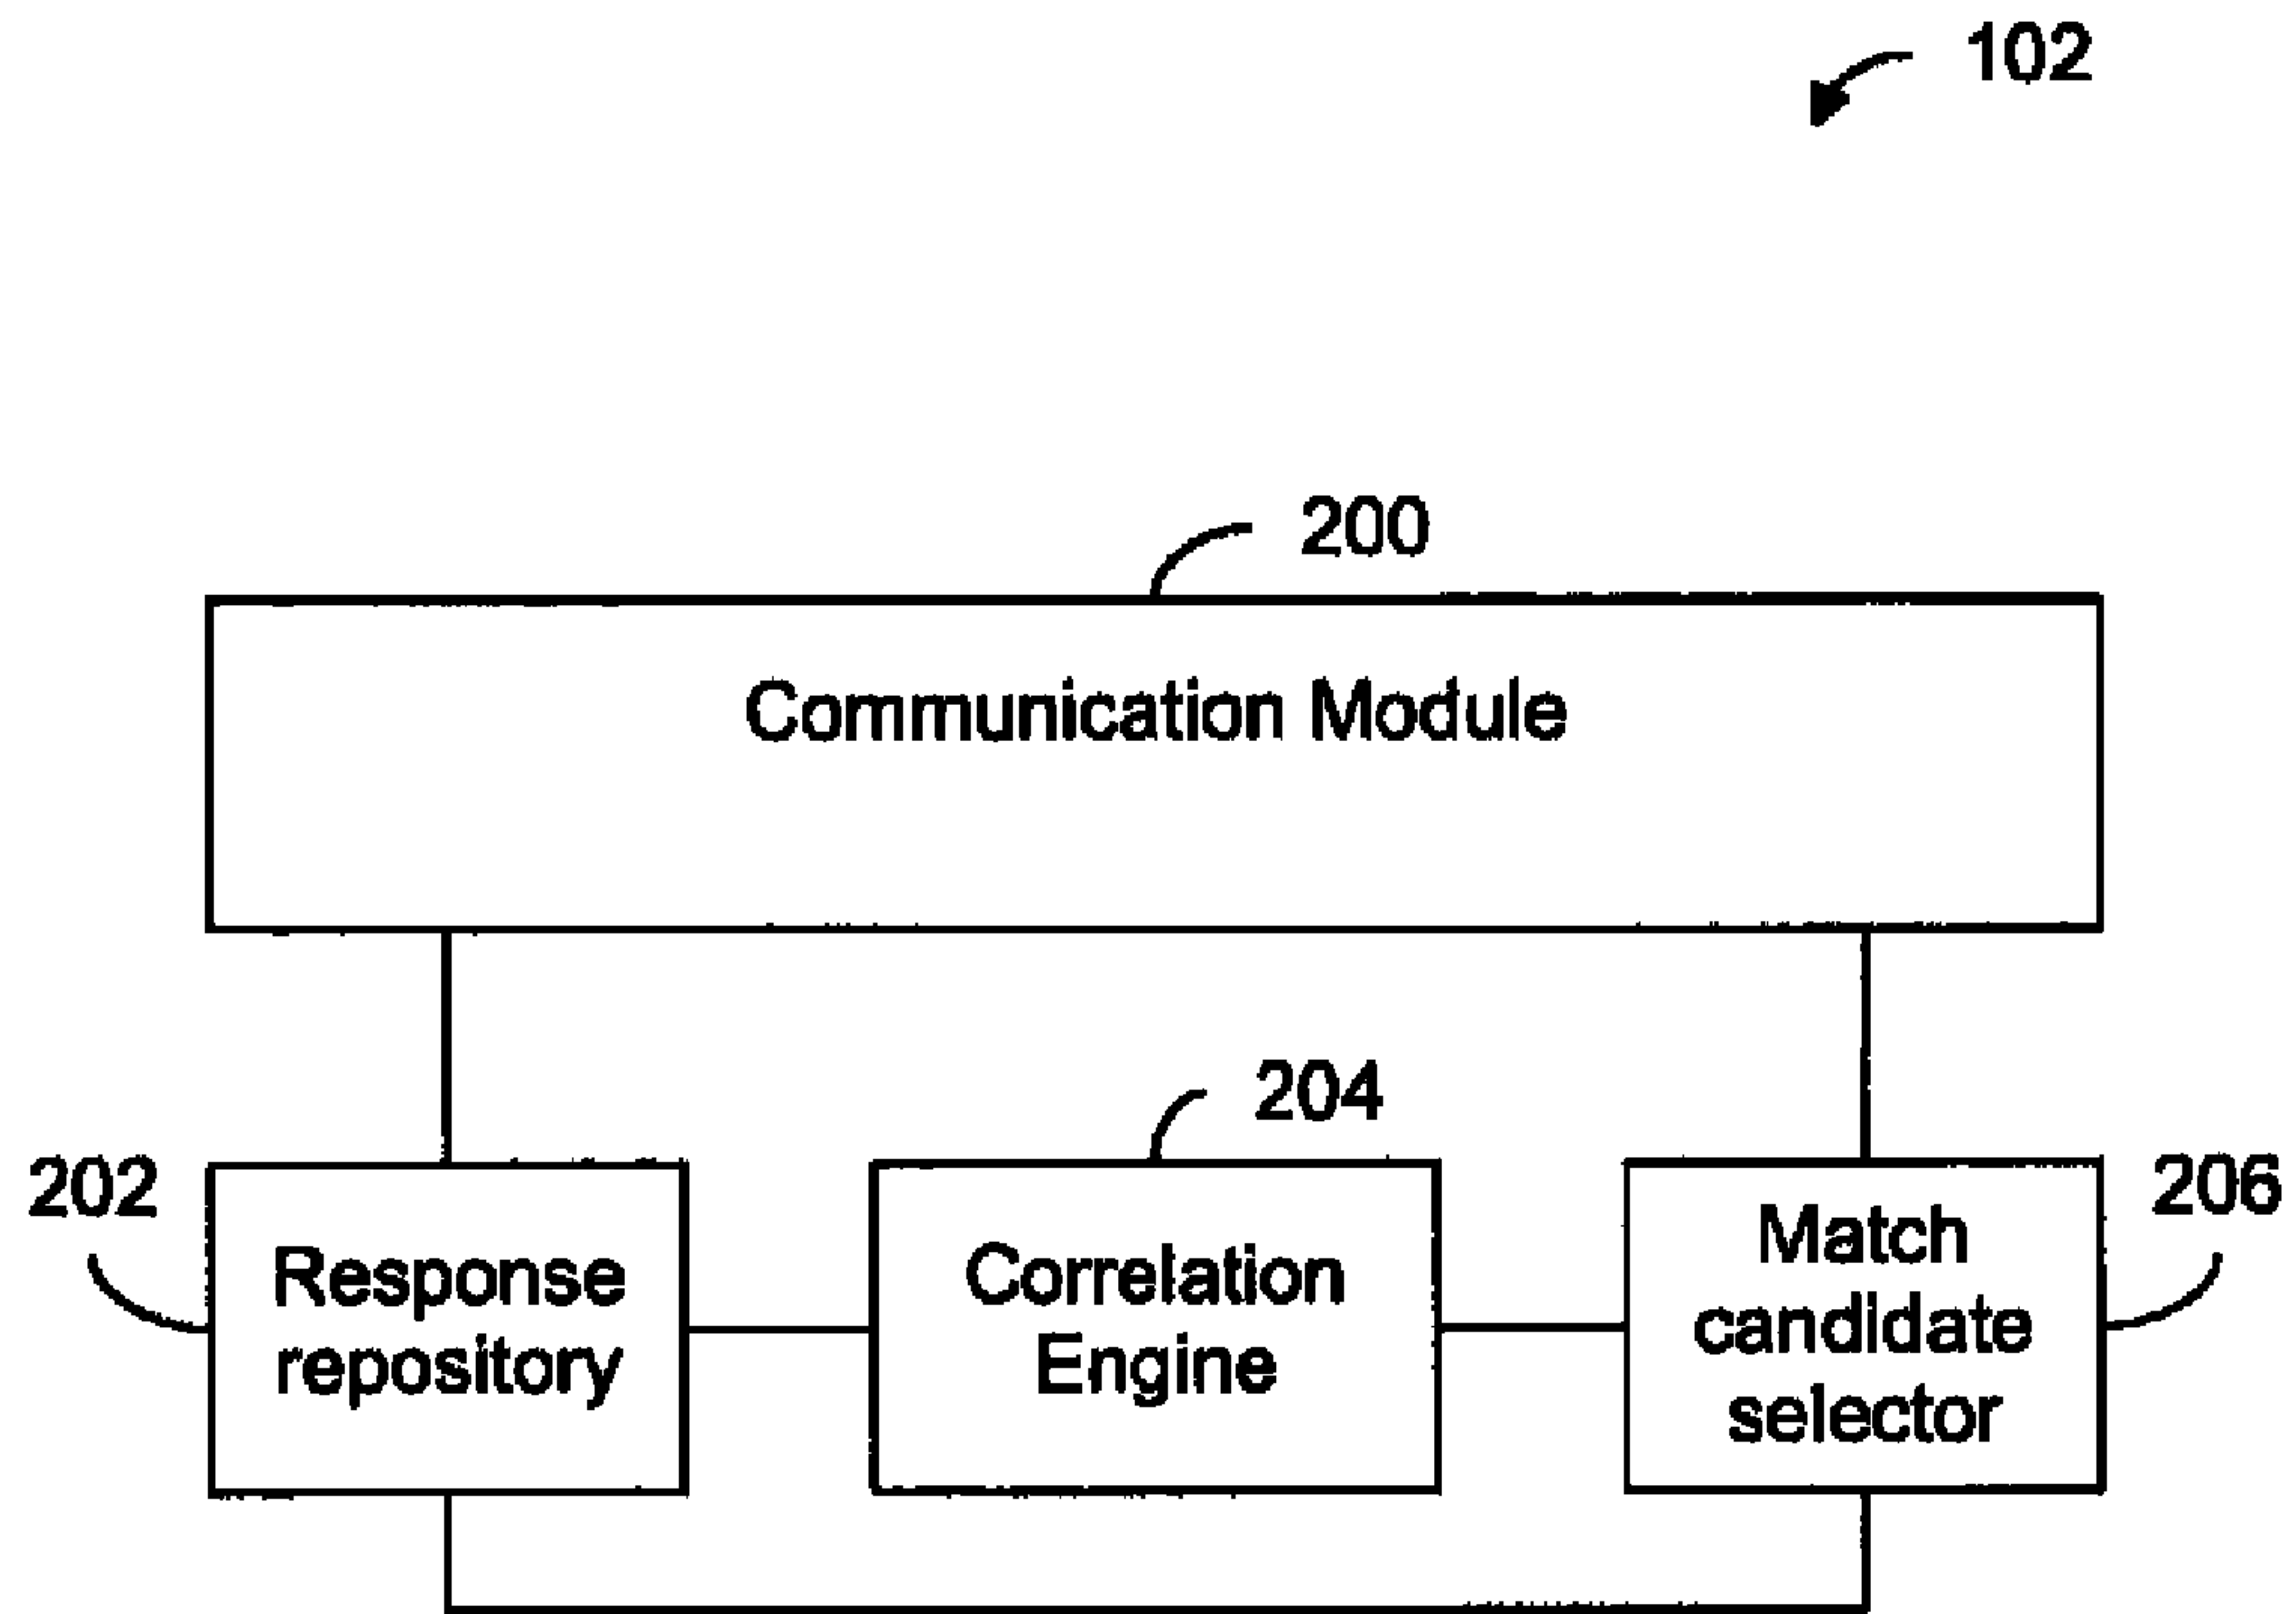 102
200
Communication Module
204
202
206
Response
repository
Correlation
Engine
Match
candidate
selector